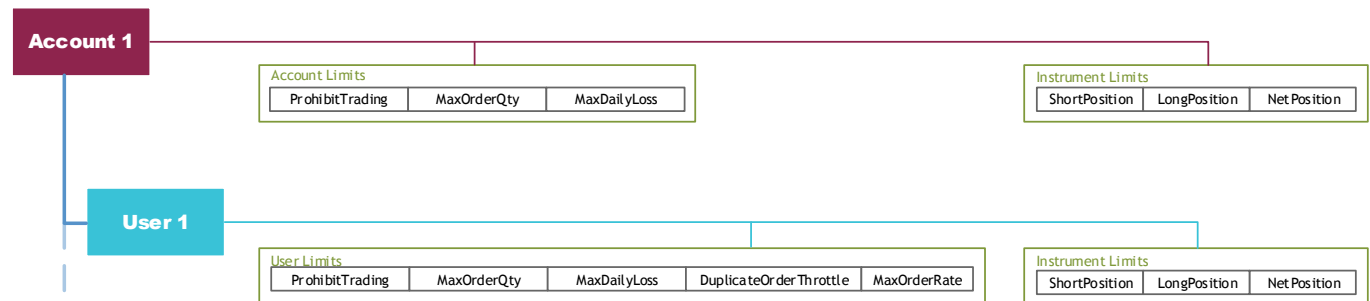 Account 1
Account Limits
ProhibitTrading MaxOrderQty MaxDailyLoss
Instrument Limits
ShortPosition LongPosition NetPosition
User 1
User Limits
ProhibitTrading MaxOrderQty MaxDailyLoss DuplicateOrderThrottle MaxOrderRate
Instrument Limits
ShortPosition LongPosition NetPosition